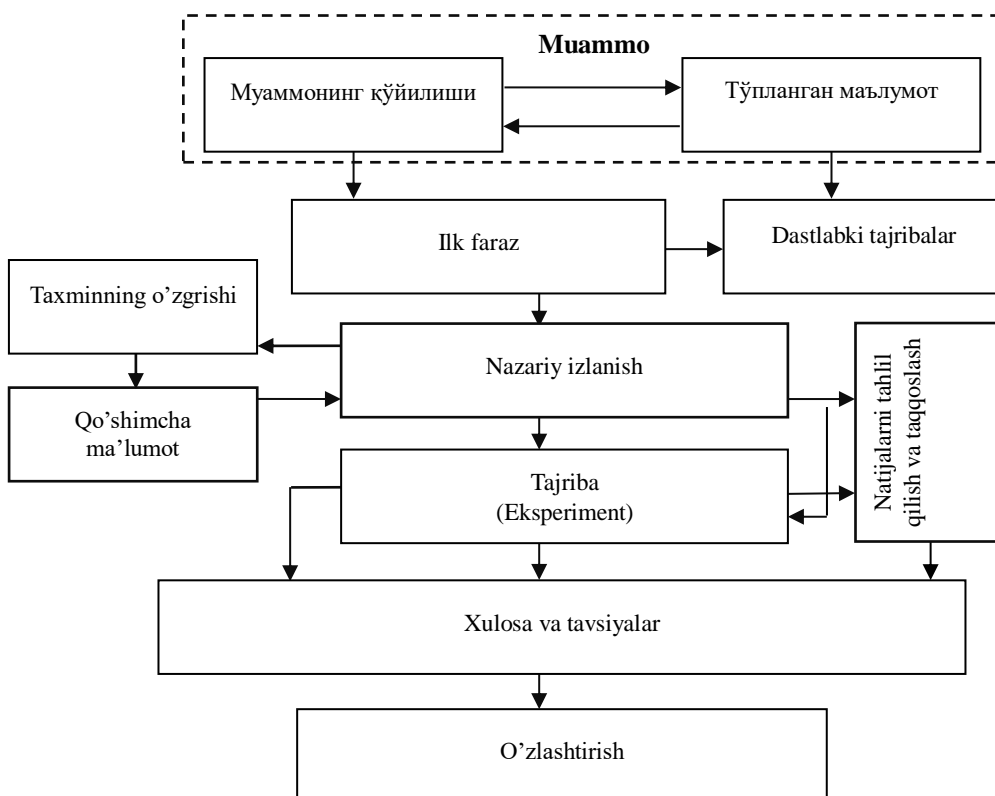 Muammo
Муаммонинг қўйилиши
Тўпланган маълумот
Ilk faraz
Dastlabki tajribalar
Taxminning o’zgrishi
Nazariy izlanish
Qo’shimcha
ma’lumot
Natijalarni tahlil
qilish va taqqoslash
Tajriba
(Eksperiment)
Xulosa va tavsiyalar
O’zlashtirish